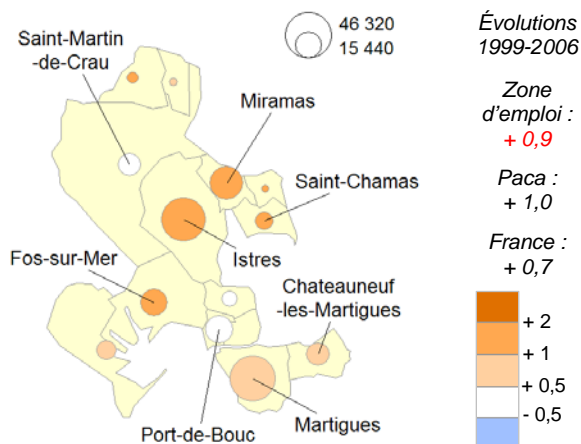 46 320
15 440
Saint-Martin
-de-Crau
Miramas
Saint-Chamas
Istres
Fos-sur-Mer
Chateauneuf
-les-Martigues
Martigues
Port-de-Bouc
Évolutions
1999-2006
Zone
d'emploi :
+ 0,9
Paca :
+ 1,0
France :
+ 0,7
+ 2
+ 1
+ 0,5
- 0,5